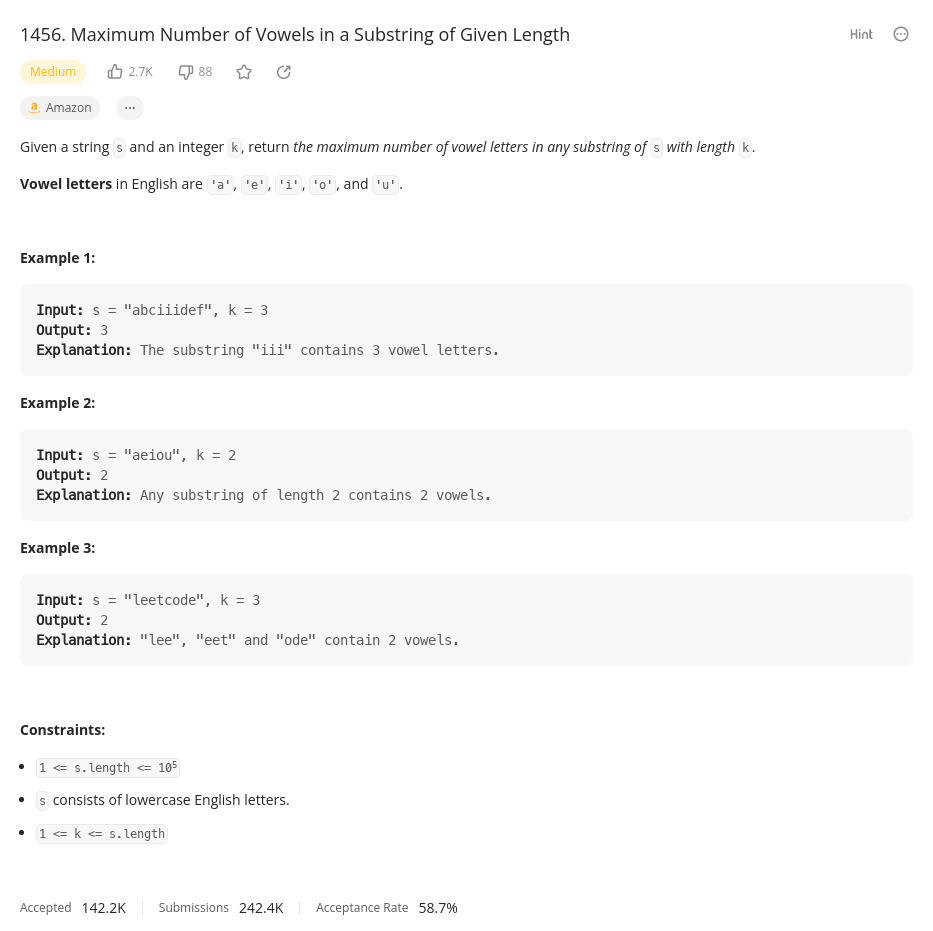 1456. Maximum Number of Vowels in a Substring of Given Length
Hint
Medium
2.7K
88
a Amazon
...
Given a string s and an integer k, return the maximum number of vowel letters in any substring of s with length k.
Vowel letters in English are 'a', 'e', 'i', 'o', and 'u'.
Example 1:
Input: s = "abciiidef", k = 3
Output: 3
Explanation: The substring "iii" contains 3 vowel letters.
Example 2:
Input: s = "aeiou", k = 2
Output: 2
Explanation: Any substring of length 2 contains 2 vowels.
Example 3:
Input: s = "leetcode", k = 3
Output: 2
Explanation: "lee", "eet" and "ode" contain 2 vowels.
Constraints:
• 1 <= s.length <= 10⁵
• s consists of lowercase English letters.
• 1 <= k <= s.length
Accepted 142.2K Submissions 242.4K Acceptance Rate 58.7%